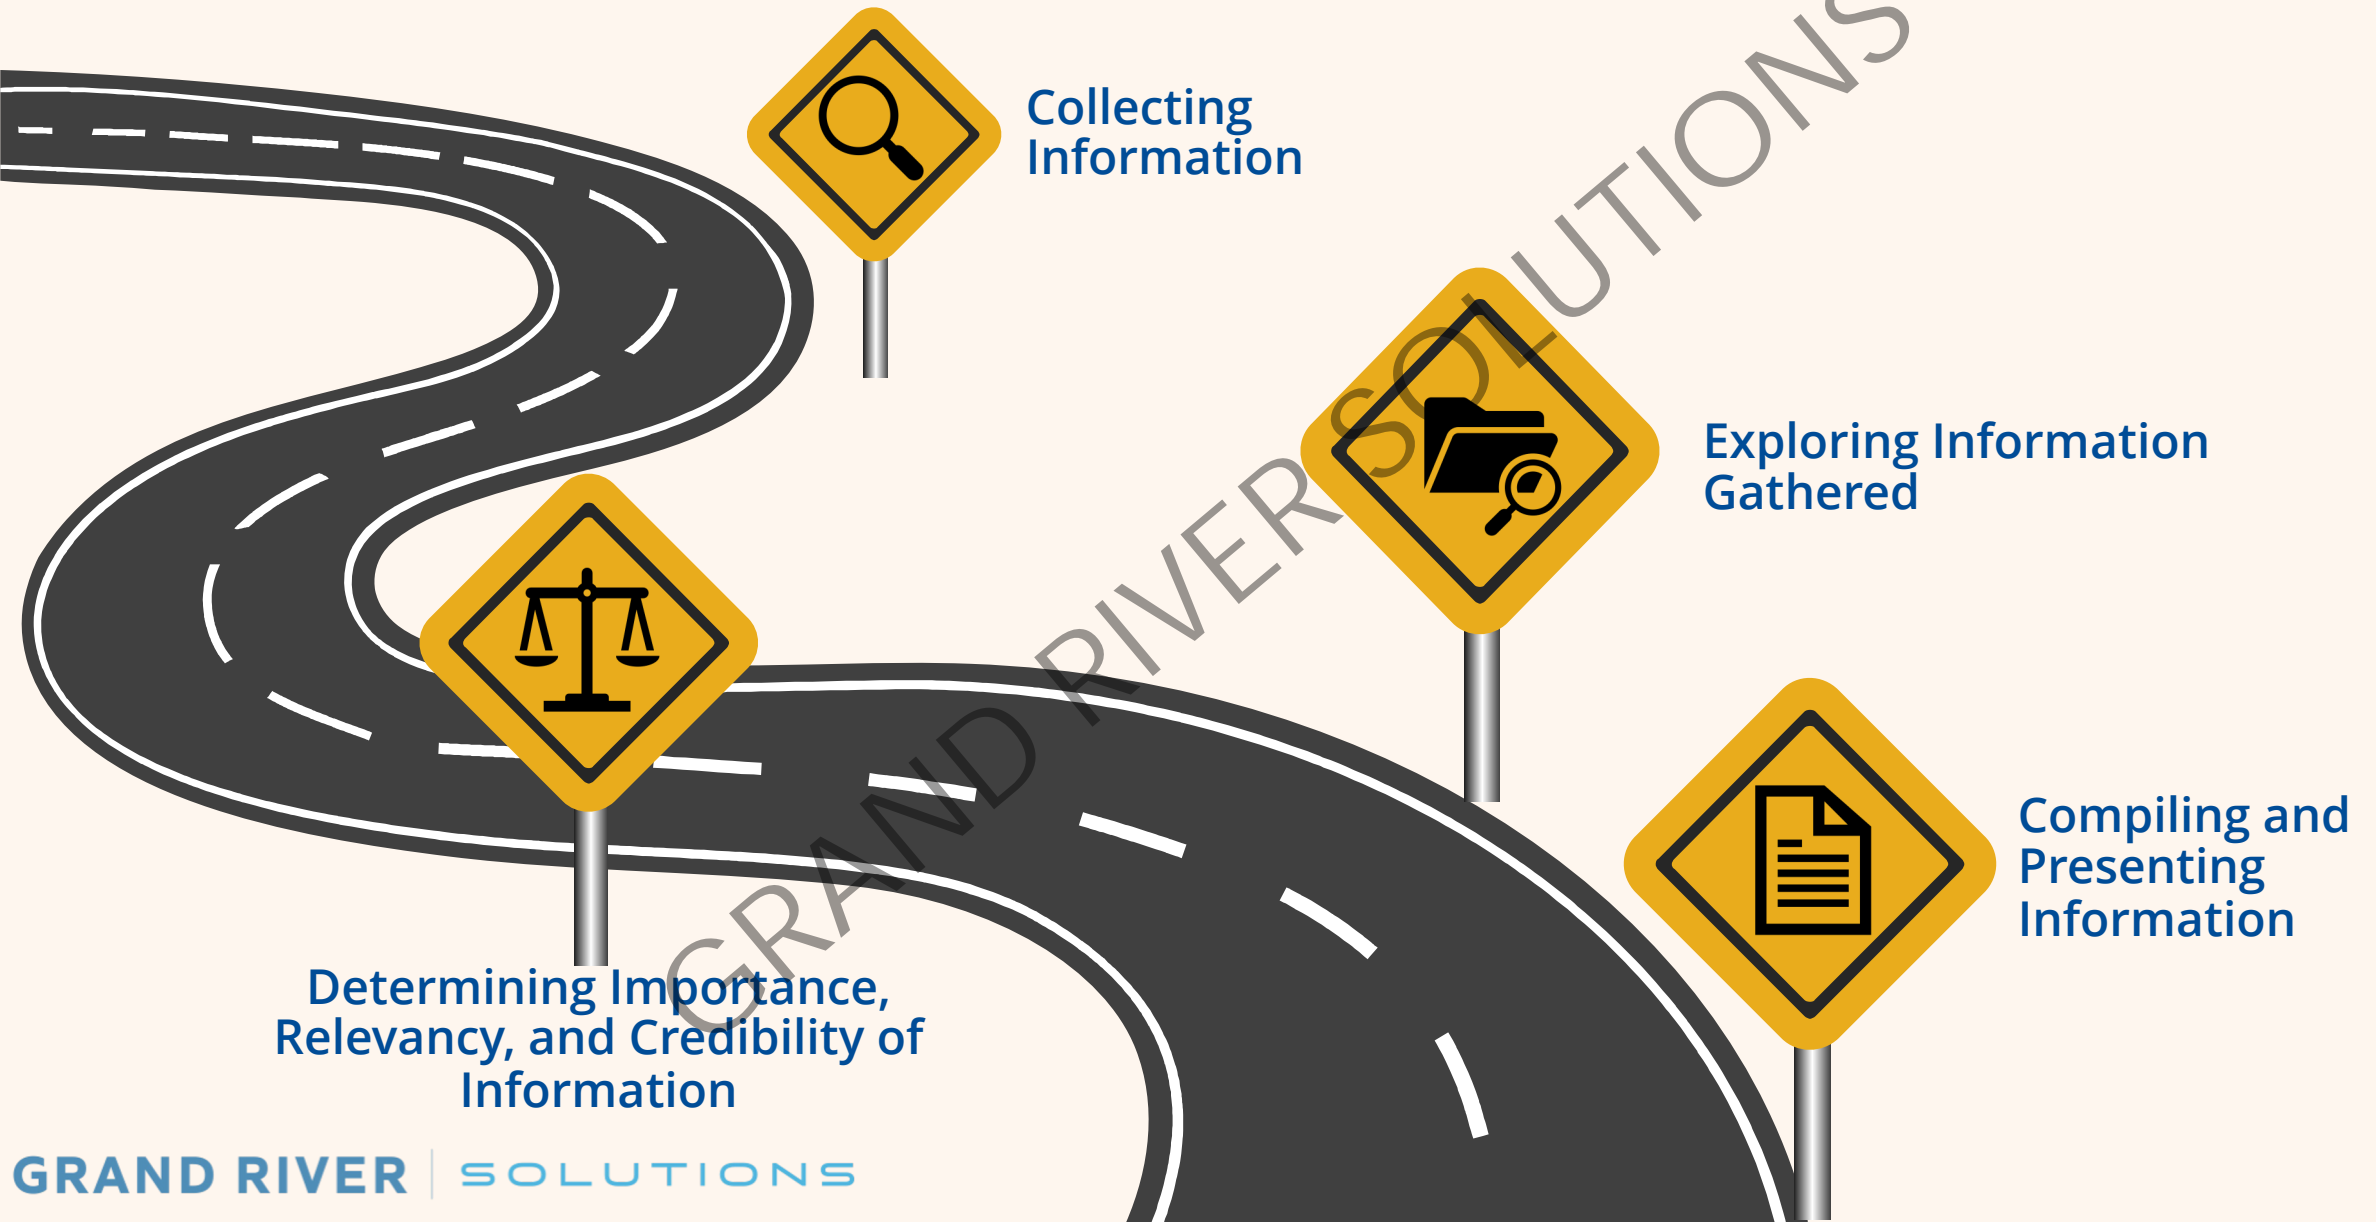 Collecting
Information
Exploring Information
Gathered
Compiling and
Presenting
Information
Determining Importance,
Relevancy, and Credibility of
Information
GRAND RIVER SOLUTIONS
GRAND RIVER SOLUTIONS